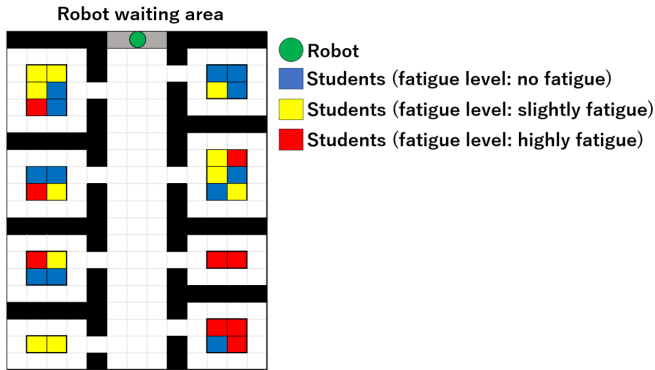 Robot waiting area
Robot
Students (fatigue level: no fatigue)
Students (fatigue level: slightly fatigue)
Students (fatigue level: highly fatigue)